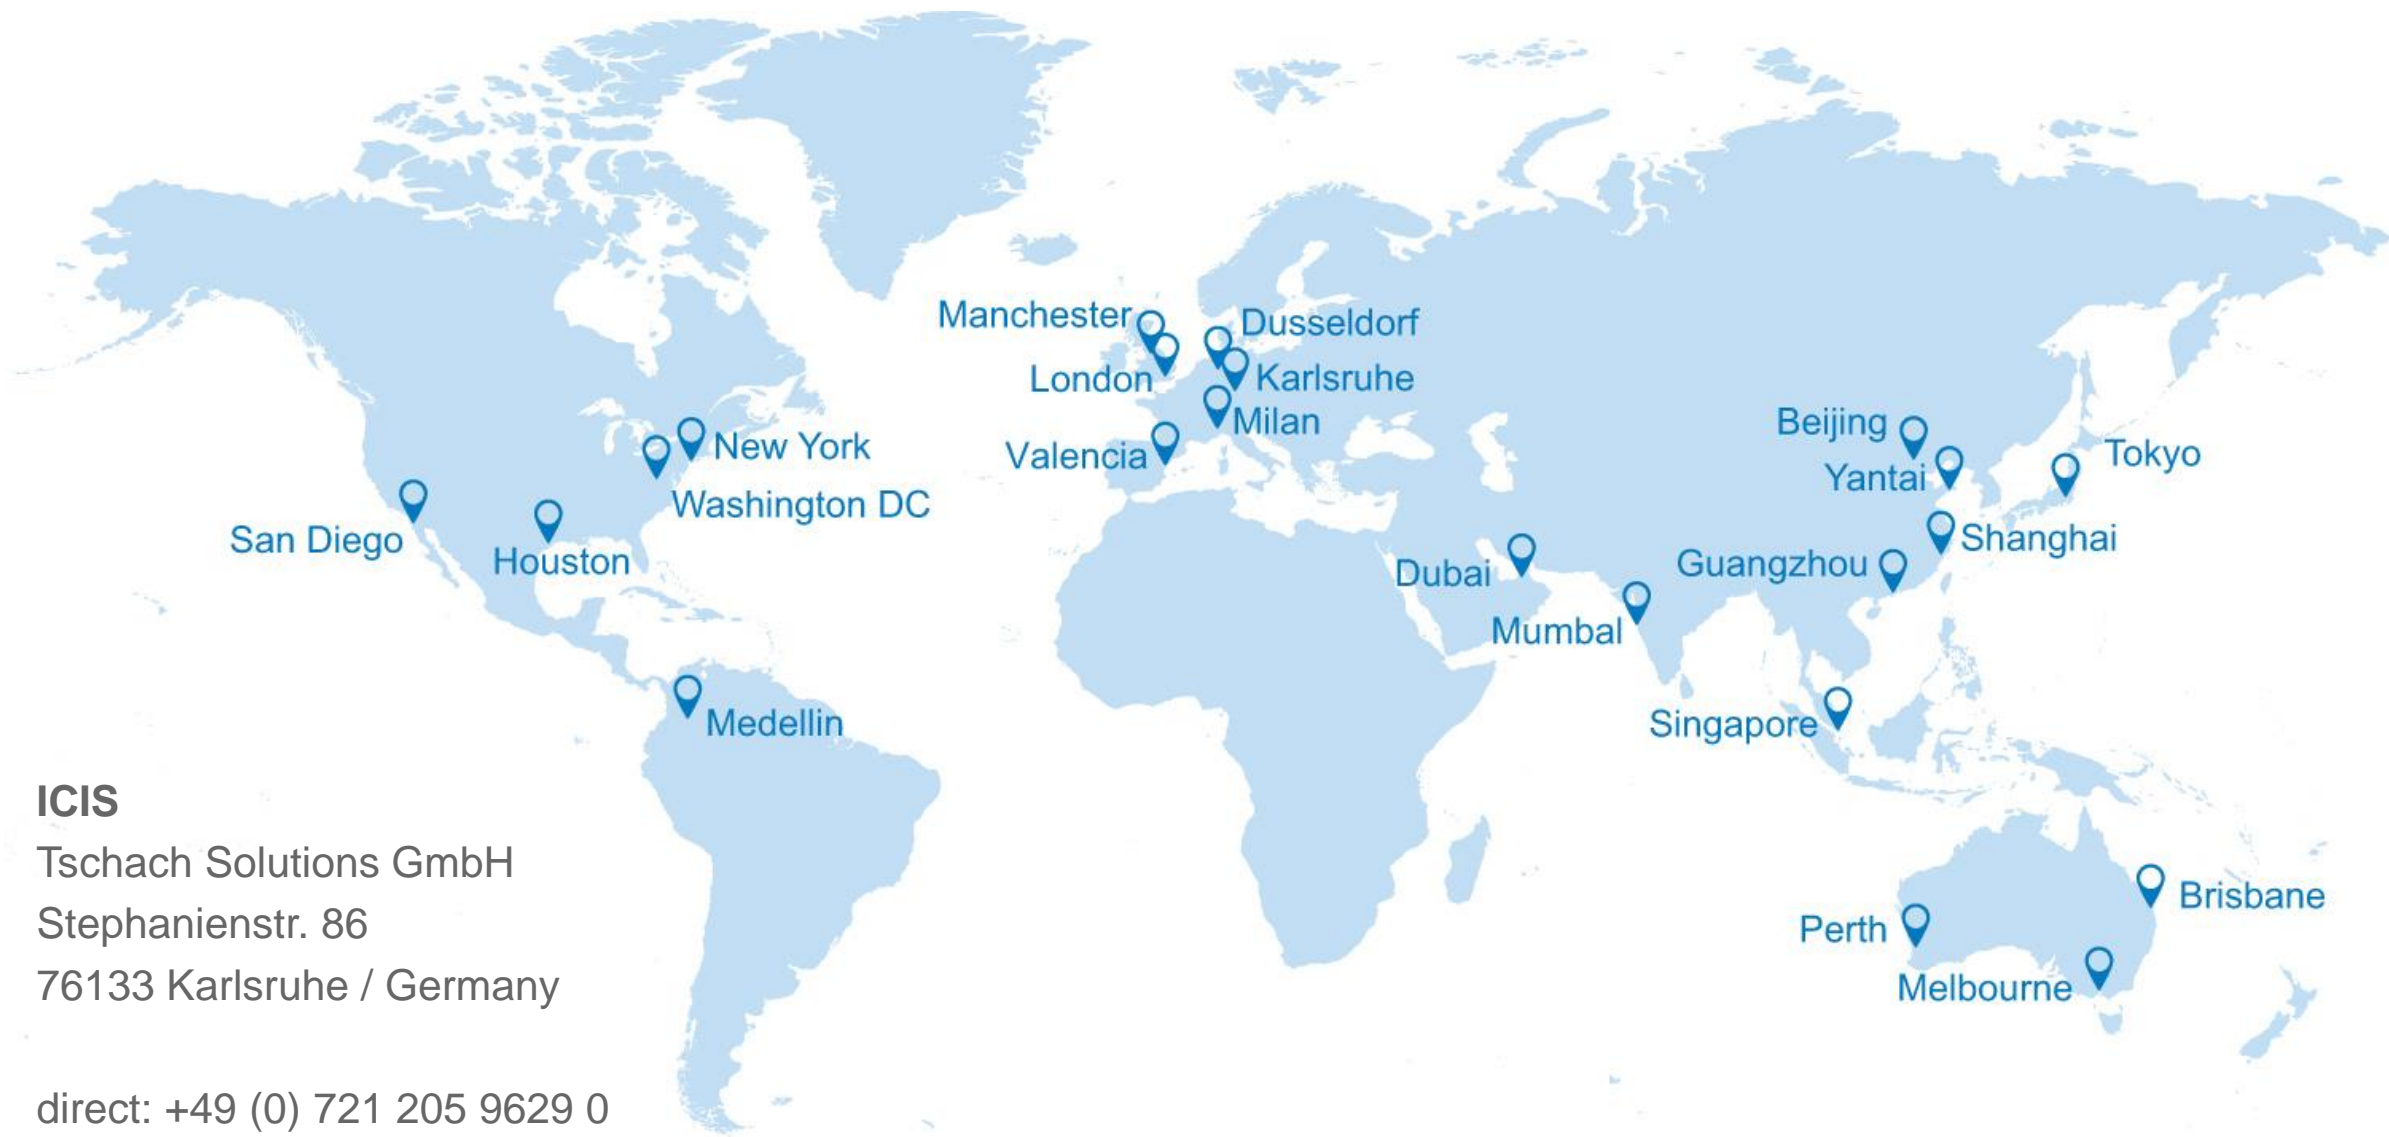 Manchester
Dusseldorf
London
Karlsruhe
Milan
Valencia
New York
Washington DC
San Diego
Houston
Beijing
Yantai
Tokyo
Shanghai
Guangzhou
Dubai
Mumbal
Medellin
Singapore
Brisbane
Perth
Melbourne
ICIS
Tschach Solutions GmbH
Stephanienstr. 86
76133 Karlsruhe / Germany
direct: +49 (0) 721 205 9629 0